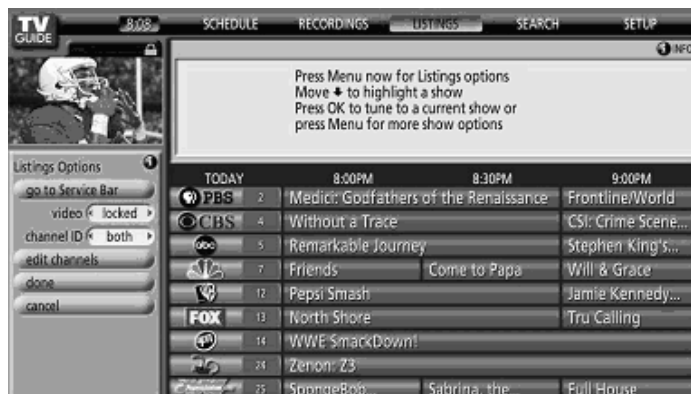 TV
GUIDE
8:08
SCHEDULE RECORDINGS LISTINGS SEARCH SETUP
INFO
Press Menu now for Listings options
Move ↓ to highlight a show
Press OK to tune to a current show or
press Menu for more show options
Listings Options
go to Service Bar
video locked
channel ID both
edit channels
done
cancel
TODAY 8:00PM 8:30PM 9:00PM
PBS 2 Medici: Godfathers of the Renaissance Frontline/World
CBS 4 Without a Trace CSI: Crime Scene...
abc 5 Remarkable Journey Stephen King's...
7 Friends Come to Papa Will & Grace
12 Pepsi Smash Jamie Kennedy...
FOX 13 North Shore Tru Calling
14 WWE SmackDown!
24 Zenon: Z3
25 SpongeBob Sabrina, the... Full House